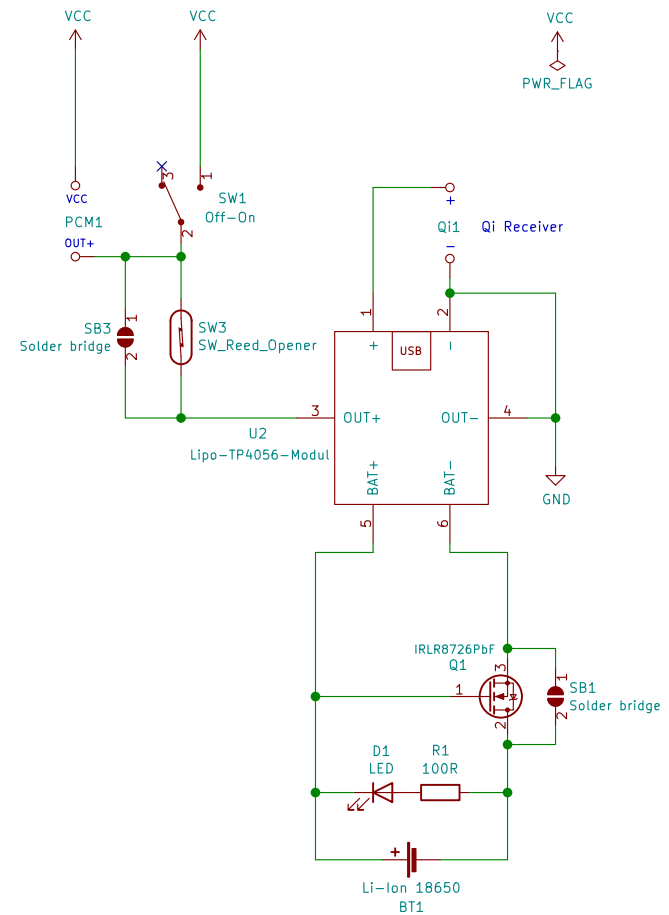 VCC
VCC
VCC
PWR_FLAG
3
1
VCC
SW1
Off-On
PCM1
OUT+
2
+
Qi1
Qi Receiver
−
1
2
SB3
Solder bridge
1
2
SW3
SW_Reed_Opener
+
USB
−
3
OUT+
OUT−
4
U2
Lipo-TP4056-Modul
BAT+
BAT−
GND
5
6
IRLR8726PbF
Q1
3
1
2
1
2
SB1
Solder bridge
D1
LED
R1
100R
+
Li-Ion 18650
BT1